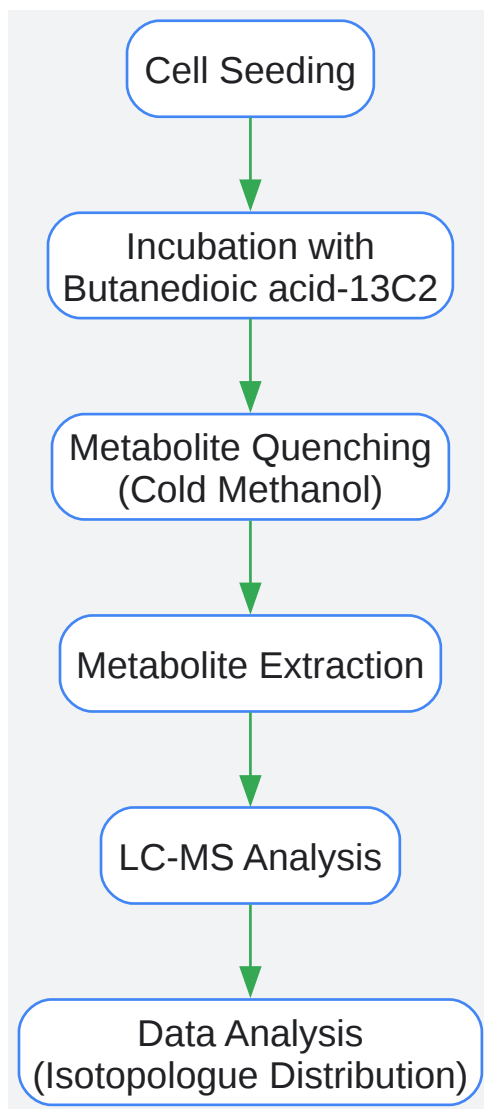 Cell Seeding
Incubation with
Butanedioic acid-13C2
Metabolite Quenching
(Cold Methanol)
Metabolite Extraction
LC-MS Analysis
Data Analysis
(Isotopologue Distribution)